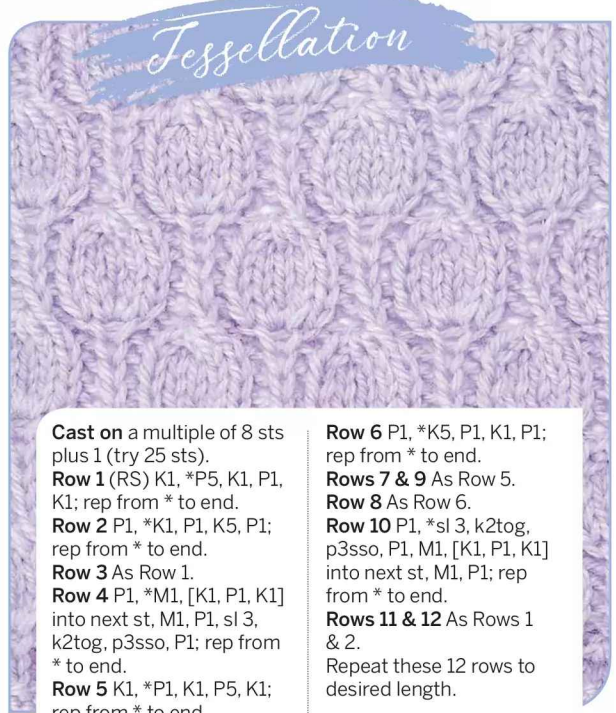 Tessellation
Cast on a multiple of 8 sts
plus 1 (try 25 sts).
Row 1 (RS) K1, *P5, K1, P1,
K1; rep from * to end.
Row 2 P1, *K1, P1, K5, P1;
rep from * to end.
Row 3 As Row 1.
Row 4 P1, *M1, [K1, P1, K1]
into next st, M1, P1, sl 3,
k2tog, p3sso, P1; rep from
* to end.
Row 5 K1, *P1, K1, P5, K1;
rep from * to end.
Row 6 P1, *K5, P1, K1, P1;
rep from * to end.
Rows 7 & 9 As Row 5.
Row 8 As Row 6.
Row 10 P1, *sl 3, k2tog,
p3sso, P1, M1, [K1, P1, K1]
into next st, M1, P1; rep
from * to end.
Rows 11 & 12 As Rows 1
& 2.
Repeat these 12 rows to
desired length.